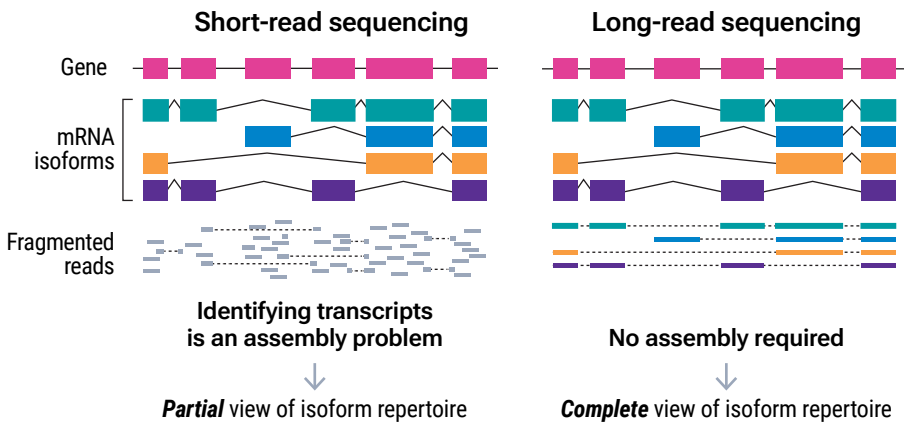 Short-read sequencing
Long-read sequencing
Gene
mRNA
isoforms
Fragmented
reads
Identifying transcripts
is an assembly problem
No assembly required
Partial view of isoform repertoire
Complete view of isoform repertoire